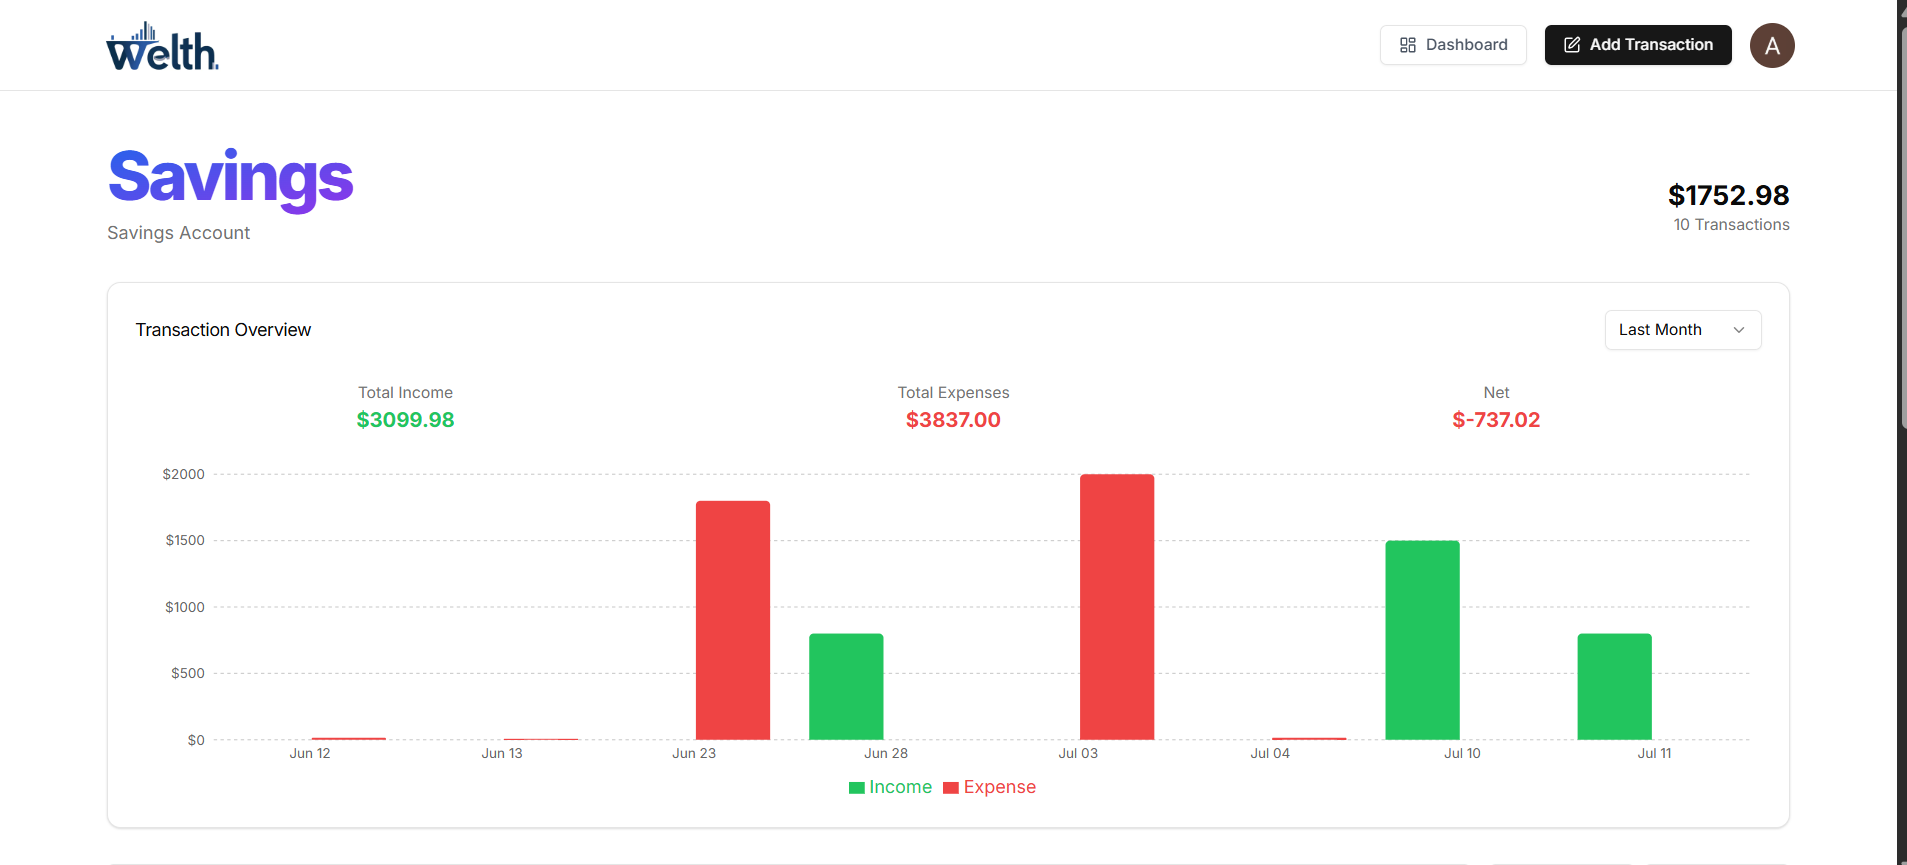 Welth
Dashboard
Add Transaction
A
Savings
Savings Account
$1752.98
10 Transactions
Transaction Overview
Last Month
Total Income
$3099.98
Total Expenses
$3837.00
Net
$-737.02
$2000
$1500
$1000
$500
$0
Jun 12 Jun 13 Jun 23 Jun 28 Jul 03 Jul 04 Jul 10 Jul 11
Income Expense